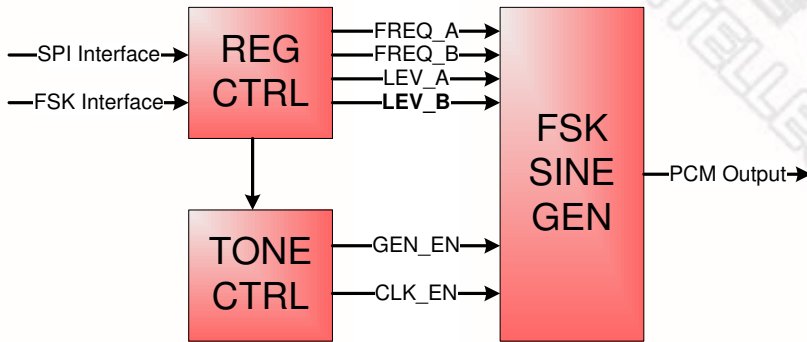 SPI Interface
FSK Interface
REG
CTRL
FREQ_A
FREQ_B
LEV_A
LEV_B
FSK
SINE
GEN
PCM Output
TONE
CTRL
GEN_EN
CLK_EN